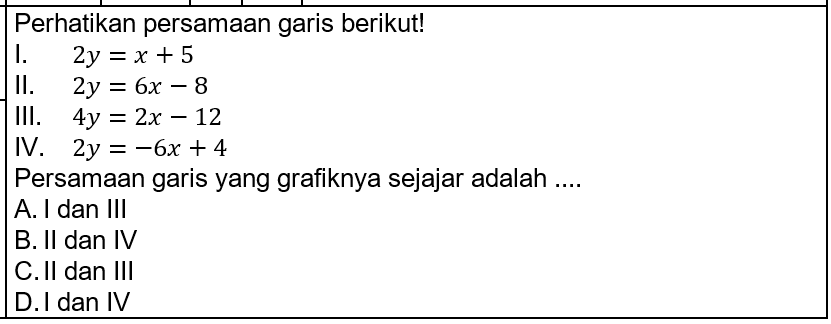 Perhatikan persamaan garis berikut!
I. 2y = x + 5
II. 2y = 6x − 8
III. 4y = 2x − 12
IV. 2y = −6x + 4
Persamaan garis yang grafiknya sejajar adalah ....
A. I dan III
B. II dan IV
C. II dan III
D. I dan IV